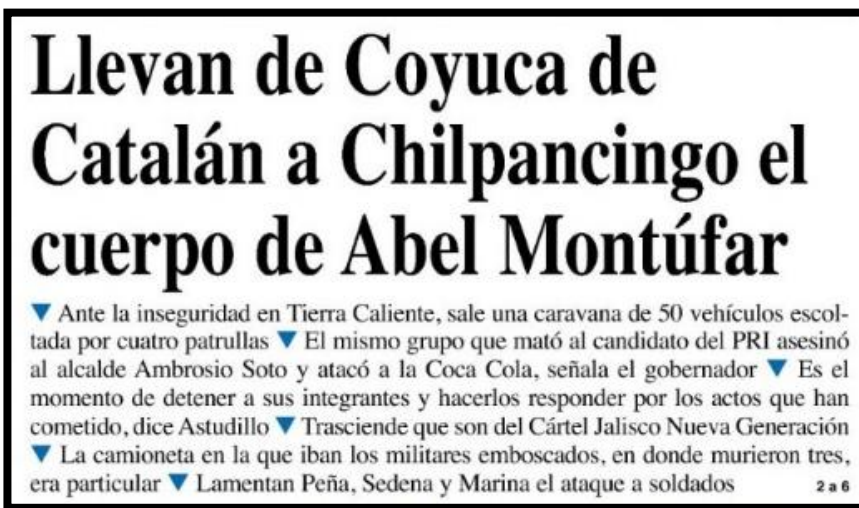 Llevan de Coyuca de
Catalán a Chilpancingo el
cuerpo de Abel Montúfar
▼ Ante la inseguridad en Tierra Caliente, sale una caravana de 50 vehículos escol-
tada por cuatro patrullas ▼ El mismo grupo que mató al candidato del PRI asesinó
al alcalde Ambrosio Soto y atacó a la Coca Cola, señala el gobernador ▼ Es el
momento de detener a sus integrantes y hacerlos responder por los actos que han
cometido, dice Astudillo ▼ Trasciende que son del Cártel Jalisco Nueva Generación
▼ La camioneta en la que iban los militares emboscados, en donde murieron tres,
era particular ▼ Lamentan Peña, Sedena y Marina el ataque a soldados 2 a 6